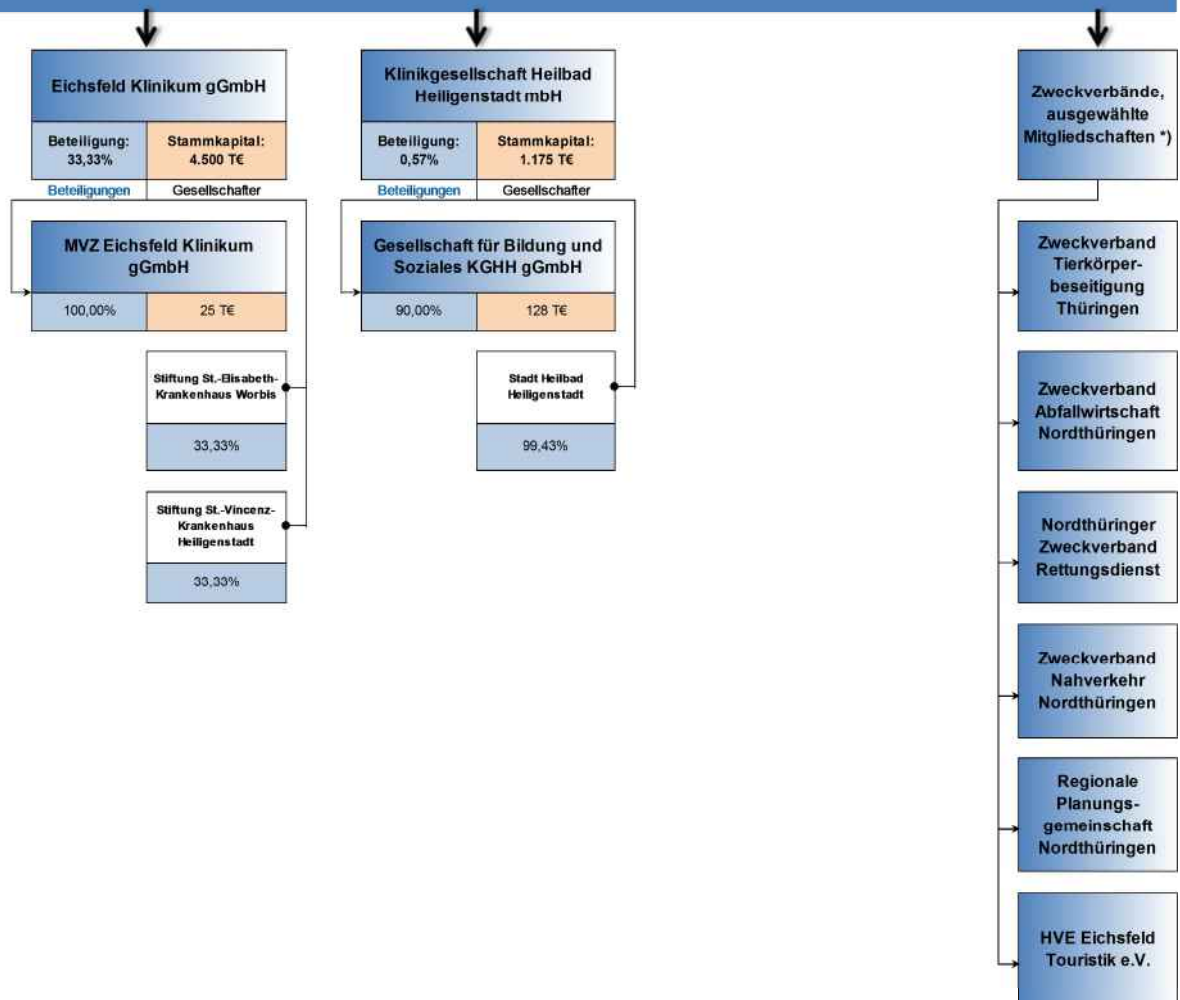 Eichsfeld Klinikum gGmbH
Beteiligung:
33,33%
Stammkapital:
4.500 T€
Beteiligungen
Gesellschafter
MVZ Eichsfeld Klinikum
gGmbH
100,00%
25 T€
Stiftung St.-Elisabeth-
Krankenhaus Worbis
33,33%
Stiftung St.-Vincenz-
Krankenhaus
Heiligenstadt
33,33%
Klinikgesellschaft Heilbad
Heiligenstadt mbH
Beteiligung:
0,57%
Stammkapital:
1.175 T€
Beteiligungen
Gesellschafter
Gesellschaft für Bildung und
Soziales KGHH gGmbH
90,00%
128 T€
Stadt Heilbad
Heiligenstadt
99,43%
Zweckverbände,
ausgewählte
Mitgliedschaften *)
Zweckverband
Tierkörper-
beseitigung
Thüringen
Zweckverband
Abfallwirtschaft
Nordthüringen
Nordthüringer
Zweckverband
Rettungsdienst
Zweckverband
Nahverkehr
Nordthüringen
Regionale
Planungs-
gemeinschaft
Nordthüringen
HVE Eichsfeld
Touristik e.V.